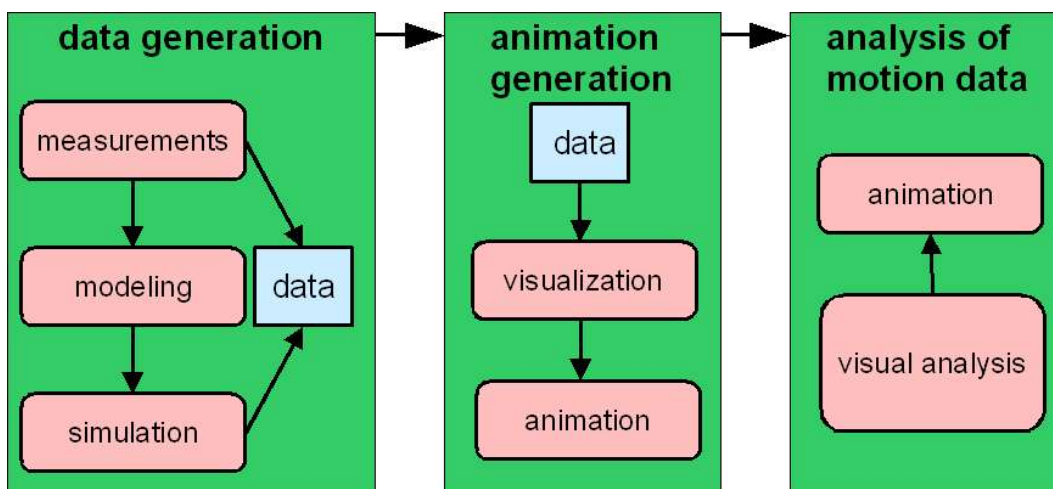 data generation
measurements
modeling
data
simulation
animation
generation
data
visualization
animation
analysis of
motion data
animation
visual analysis